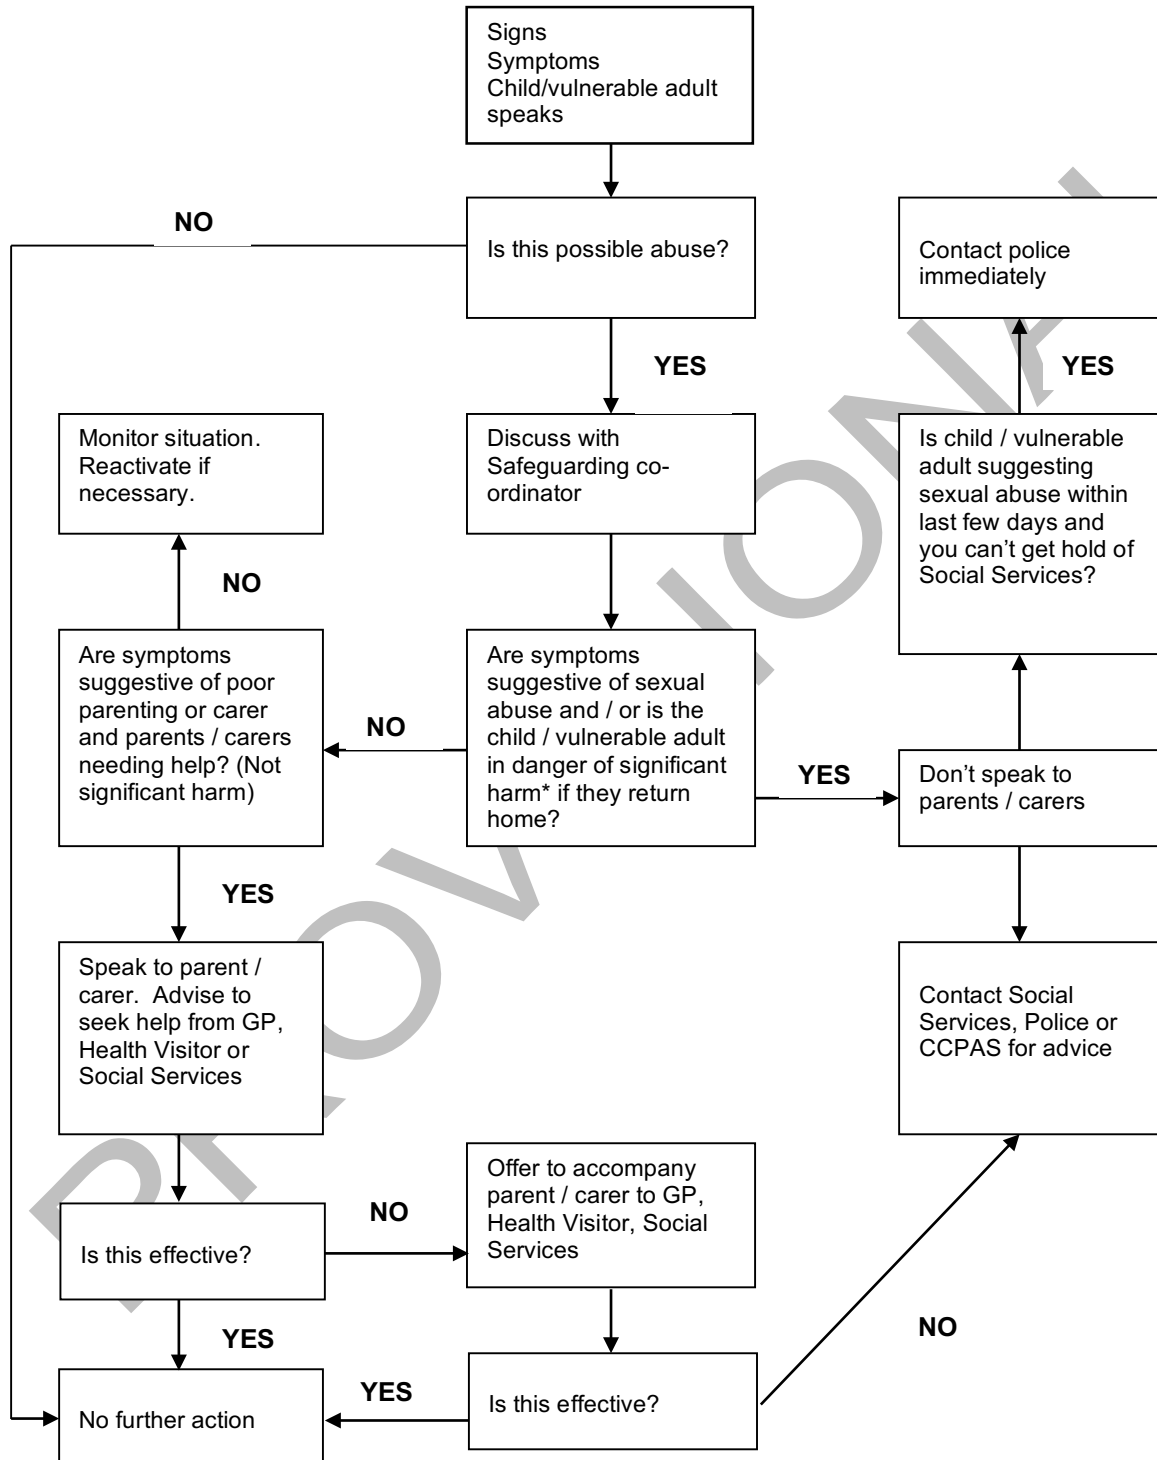 Signs
Symptoms
Child/vulnerable adult
speaks
NO
Is this possible abuse?
Contact police
immediately
YES
YES
Monitor situation.
Reactivate if
necessary.
Discuss with
Safeguarding co-
ordinator
Is child / vulnerable
adult suggesting
sexual abuse within
last few days and
you can't get hold of
Social Services?
NO
Are symptoms
suggestive of poor
parenting or carer
and parents / carers
needing help? (Not
significant harm)
NO
Are symptoms
suggestive of sexual
abuse and / or is the
child / vulnerable adult
in danger of significant
harm* if they return
home?
YES
Don't speak to
parents / carers
YES
Speak to parent /
carer.  Advise to
seek help from GP,
Health Visitor or
Social Services
Contact Social
Services, Police or
CCPAS for advice
Is this effective?
NO
Offer to accompany
parent / carer to GP,
Health Visitor, Social
Services
YES
NO
No further action
YES
Is this effective?
PROVISIONAL